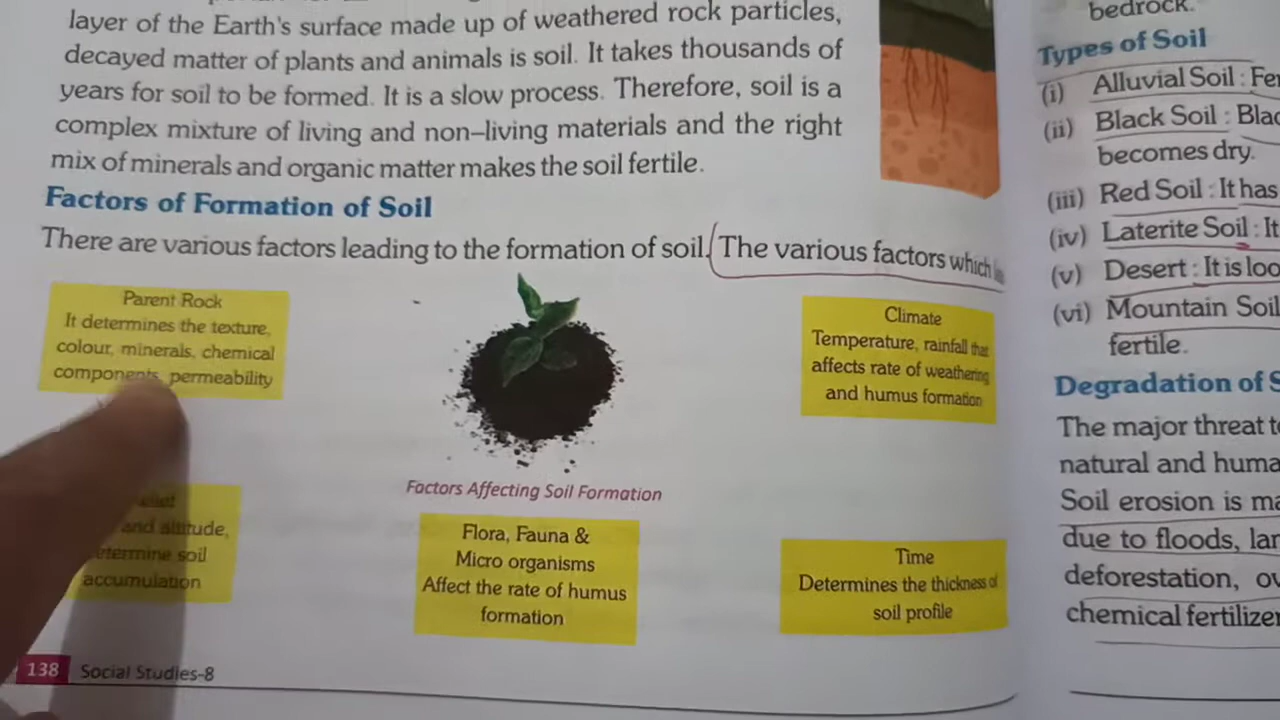 layer of the Earth's surface made up of weathered rock particles,
decayed matter of plants and animals is soil. It takes thousands of
years for soil to be formed. It is a slow process. Therefore, soil is a
complex mixture of living and non–living materials and the right
mix of minerals and organic matter makes the soil fertile.
Factors of Formation of Soil
There are various factors leading to the formation of soil. The various factors which
Parent Rock
It determines the texture,
colour, minerals, chemical
components, permeability
Climate
Temperature, rainfall that
affects rate of weathering
and humus formation
Factors Affecting Soil Formation
and altitude,
determine soil
accumulation
Flora, Fauna &
Micro organisms
Affect the rate of humus
formation
Time
Determines the thickness of
soil profile
138 Social Studies-8
bedrock.
Types of Soil
(i) Alluvial Soil : Fer
(ii) Black Soil : Blac
becomes dry.
(iii) Red Soil : It has
(iv) Laterite Soil : It
(v) Desert : It is loo
(vi) Mountain Soil
fertile.
Degradation of S
The major threat to
natural and huma
Soil erosion is ma
due to floods, lan
deforestation, ov
chemical fertilizer